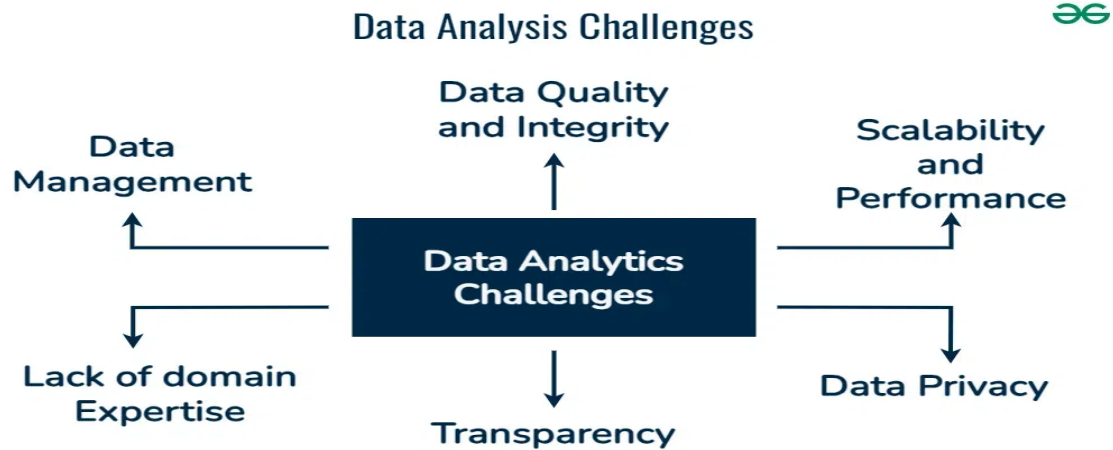 Data Analysis Challenges
Data Quality
and Integrity
Data
Management
Scalability
and
Performance
Data Analytics
Challenges
Lack of domain
Expertise
Transparency
Data Privacy